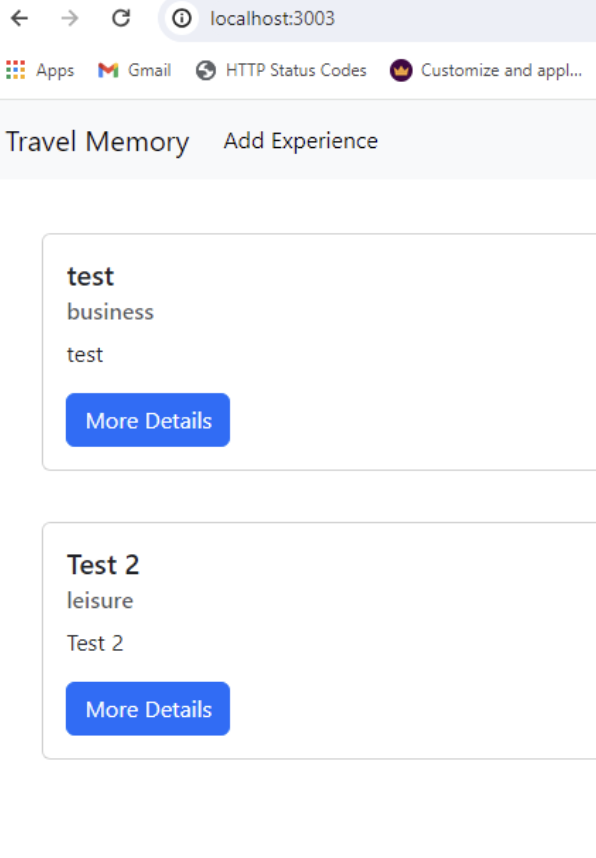 localhost:3003
Apps Gmail HTTP Status Codes Customize and appl...
Travel Memory Add Experience
test
business
test
More Details
Test 2
leisure
Test 2
More Details